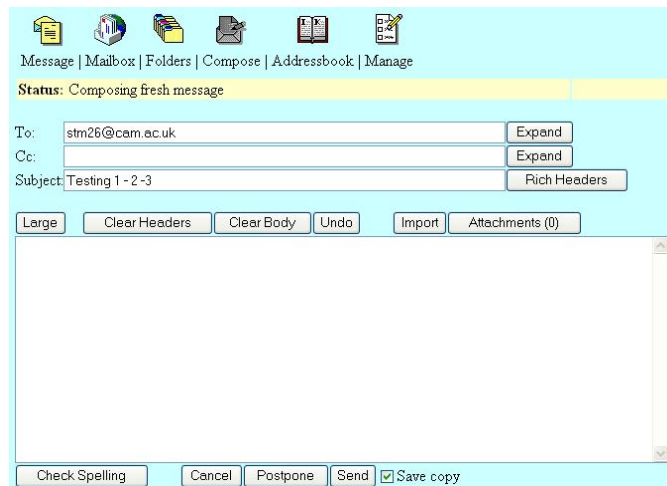 Message | Mailbox | Folders | Compose | Addressbook | Manage
Status: Composing fresh message
To: stm26@cam.ac.uk Expand
Cc: Expand
Subject: Testing 1 - 2 -3 Rich Headers
Large Clear Headers Clear Body Undo Import Attachments (0)
Check Spelling Cancel Postpone Send Save copy